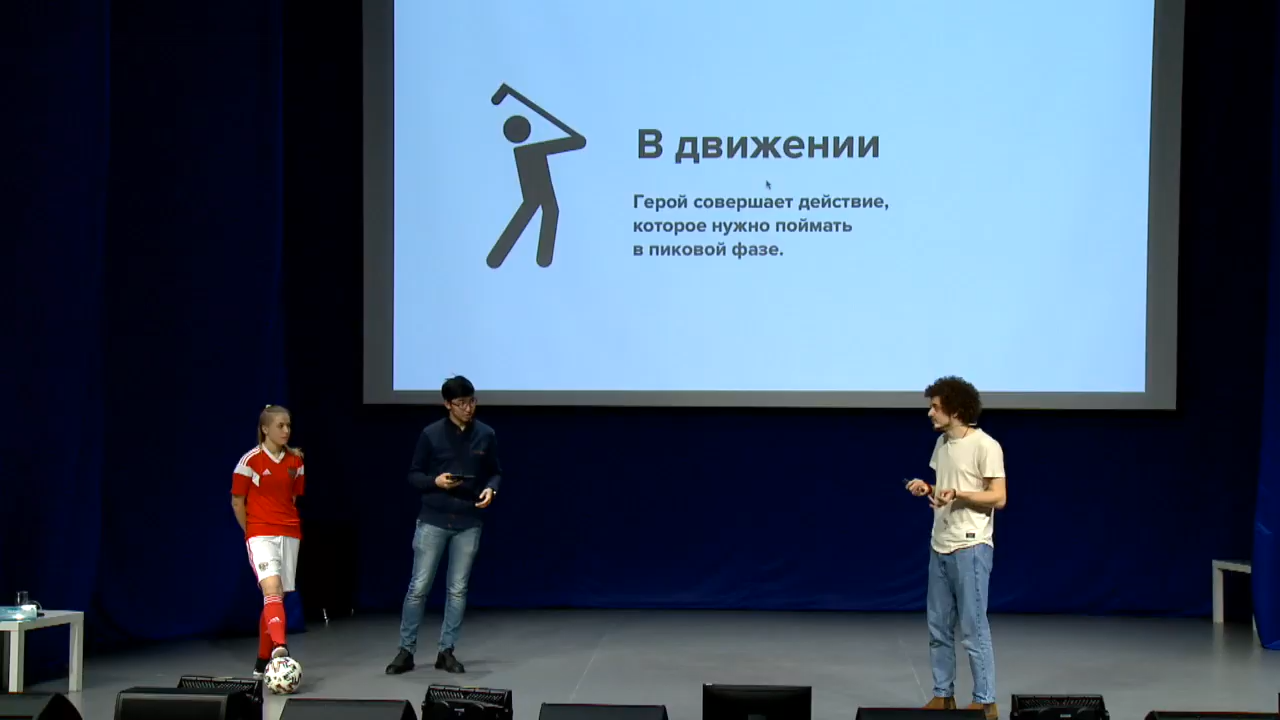 В движении
Герой совершает действие,
которое нужно поймать
в пиковой фазе.